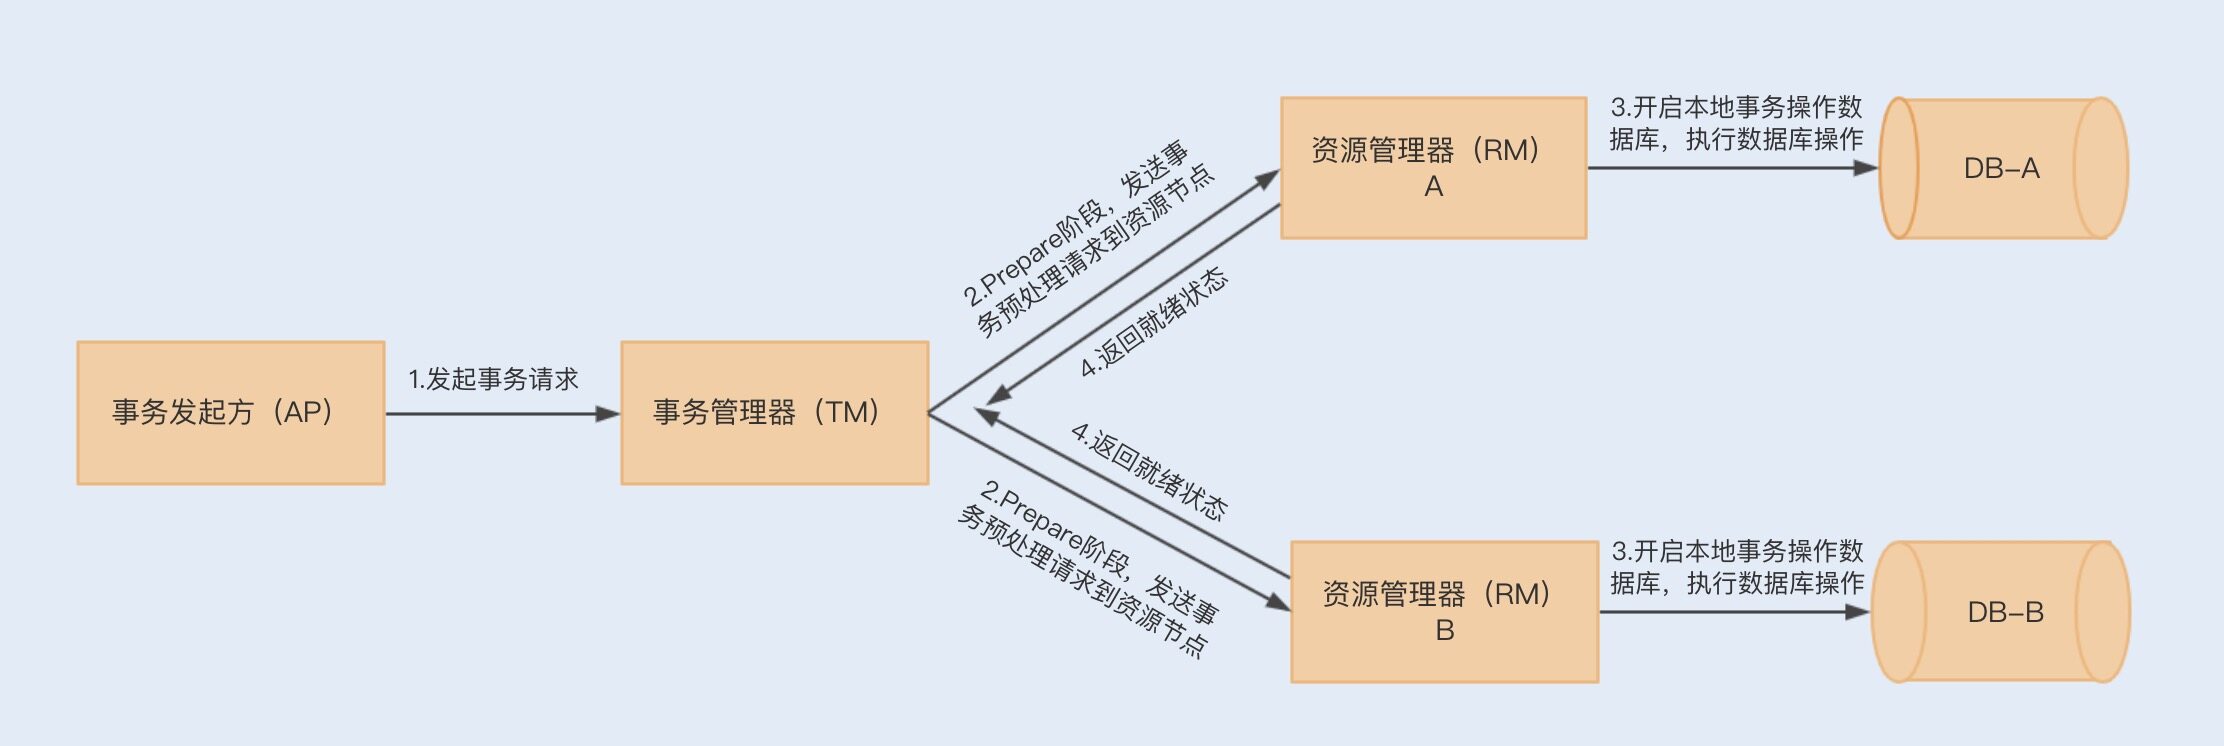 事务发起方（AP）
1.发起事务请求
事务管理器（TM）
2.Prepare阶段，发送事
务预处理请求到资源节点
4.返回就绪状态
资源管理器（RM）
A
3.开启本地事务操作数
据库，执行数据库操作
DB-A
4.返回就绪状态
2.Prepare阶段，发送事
务预处理请求到资源节点
资源管理器（RM）
B
3.开启本地事务操作数
据库，执行数据库操作
DB-B